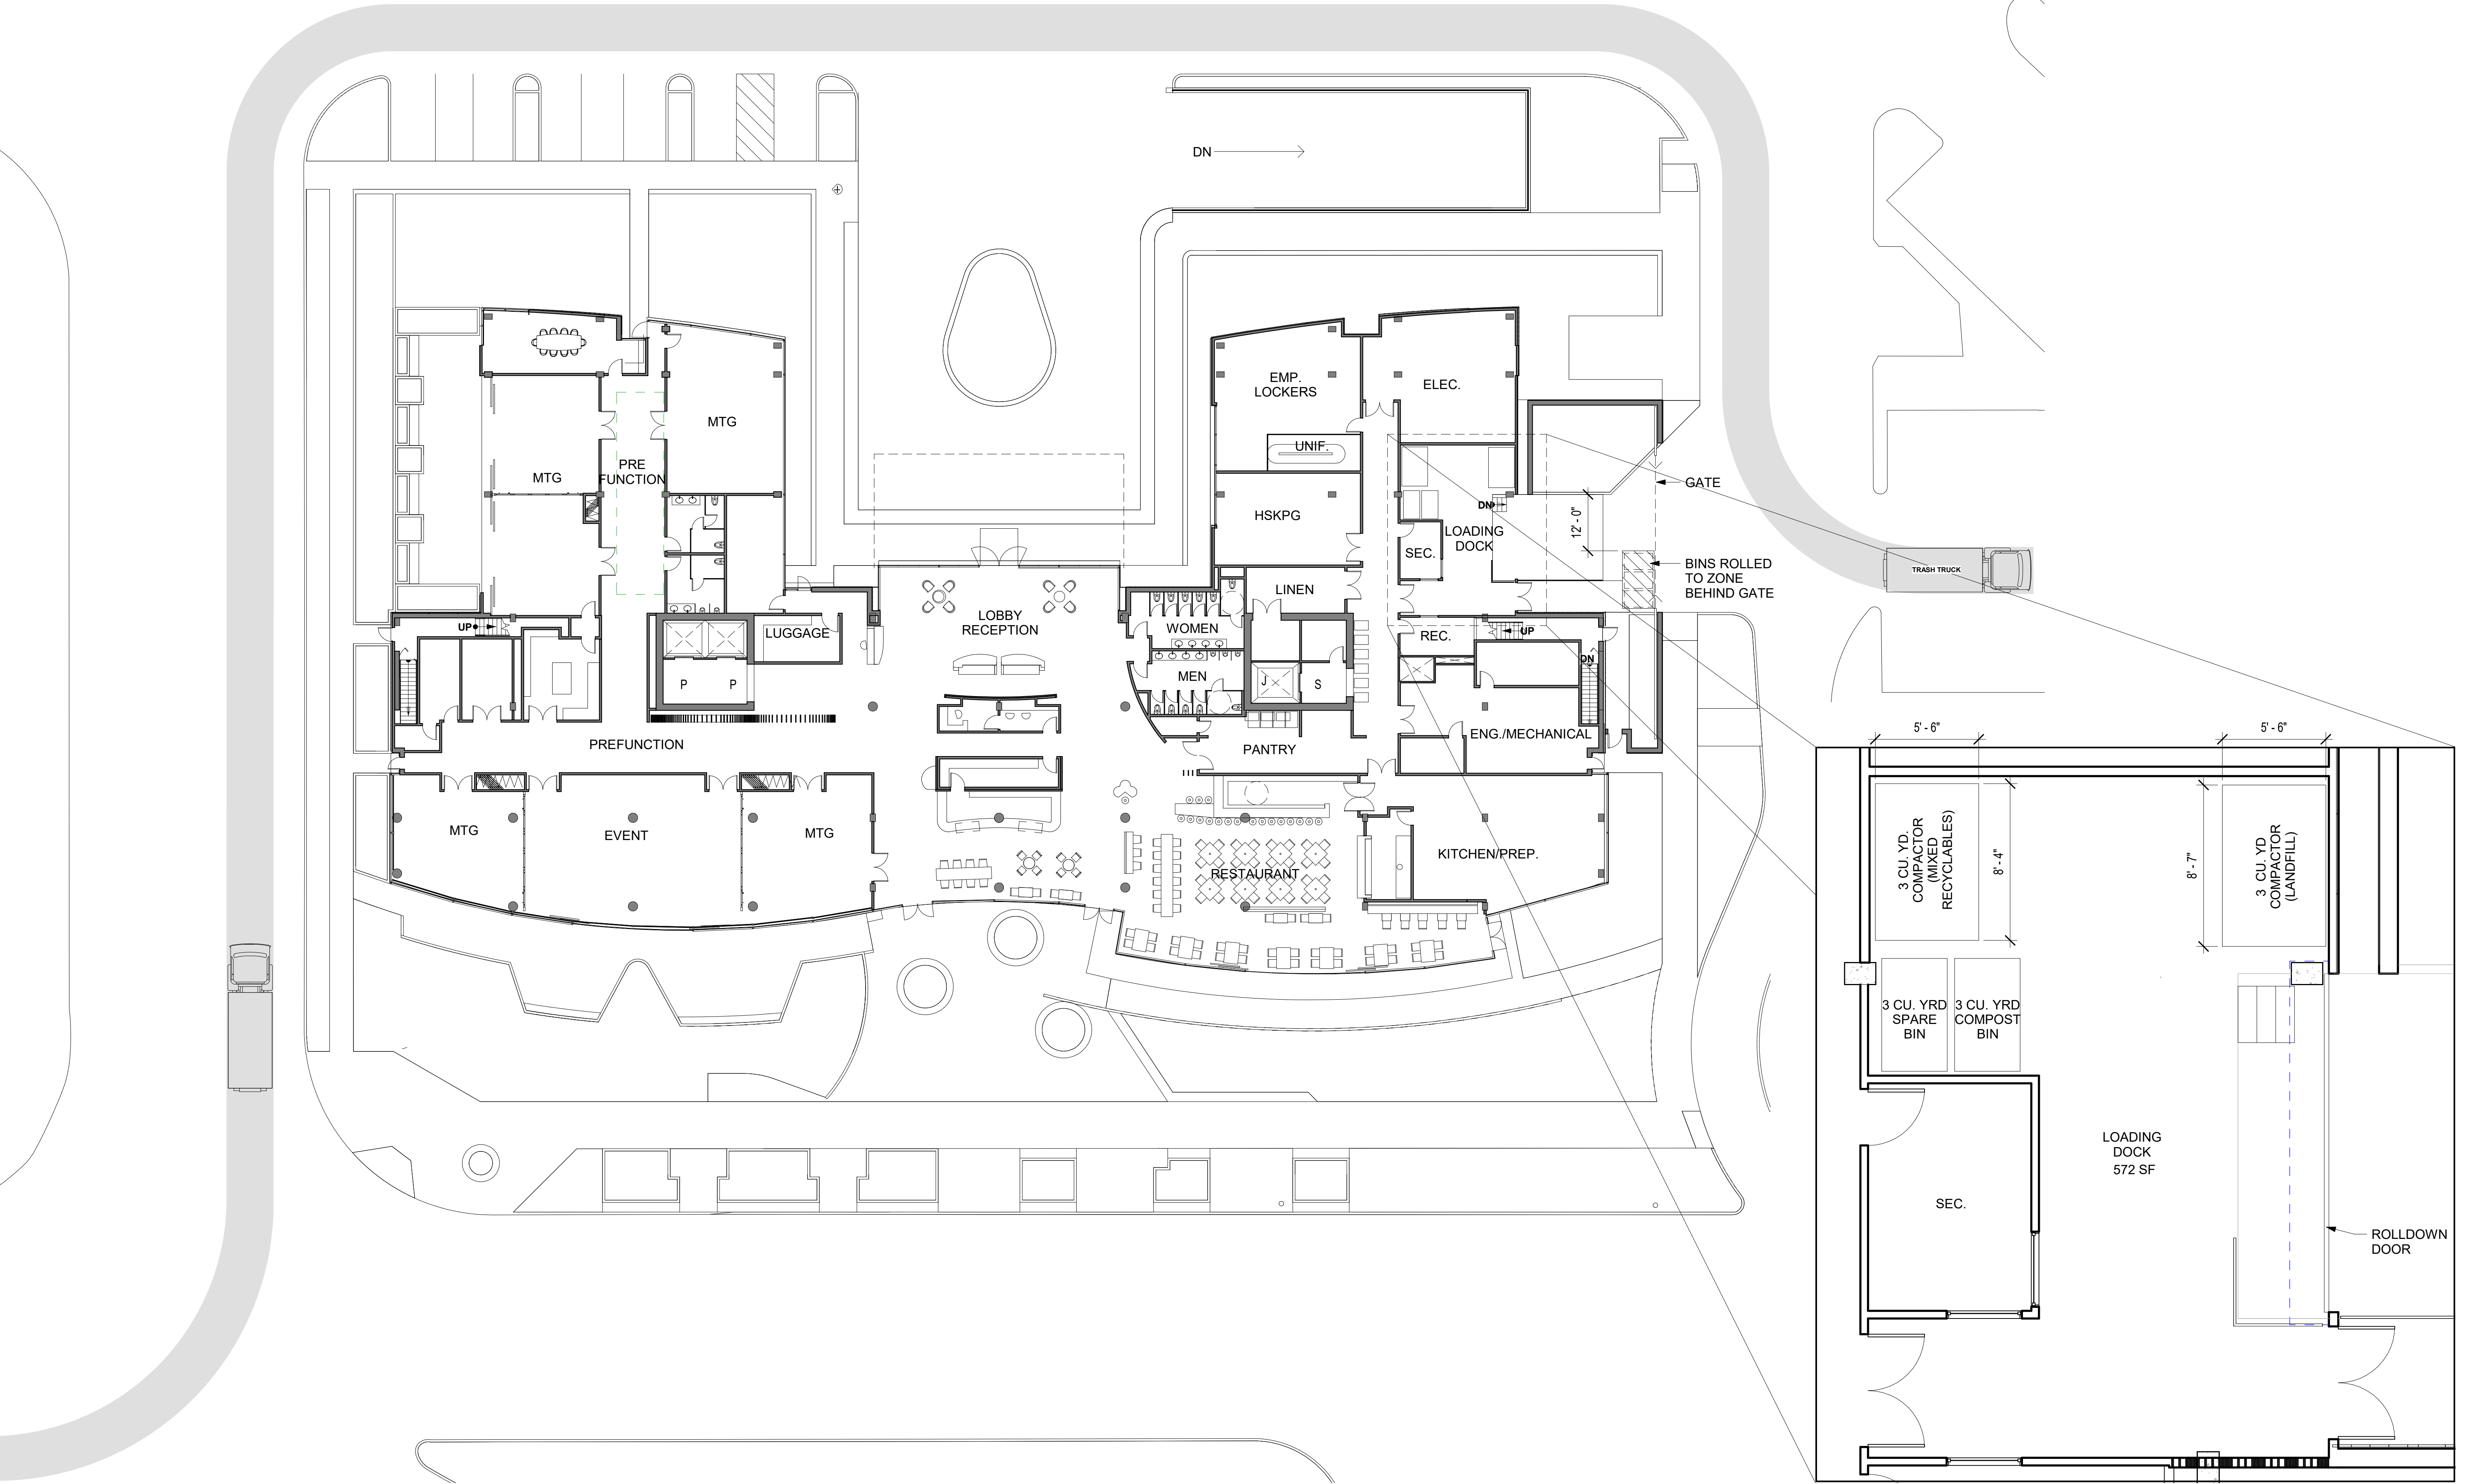 DN
EMP.
LOCKERS
ELEC.
MTG
UNIF.
PRE
FUNCTION
MTG
GATE
DN
HSKPG
12' - 0"
LOADING
DOCK
SEC.
BINS ROLLED
TO ZONE
BEHIND GATE
TRASH TRUCK
LINEN
LOBBY
RECEPTION
UP
LUGGAGE
WOMEN
REC.
UP
DN
MEN
P
P
J
S
PREFUNCTION
PANTRY
ENG./MECHANICAL
MTG
EVENT
MTG
KITCHEN/PREP.
RESTAURANT
5' - 6"
5' - 6"
3 CU. YD.
COMPACTOR
(MIXED
RECYCLABLES)
8' - 4"
8' - 7"
3 CU. YD
COMPACTOR
(LANDFILL)
3 CU. YRD
SPARE
BIN
3 CU. YRD
COMPOST
BIN
LOADING
DOCK
572 SF
SEC.
ROLLDOWN
DOOR